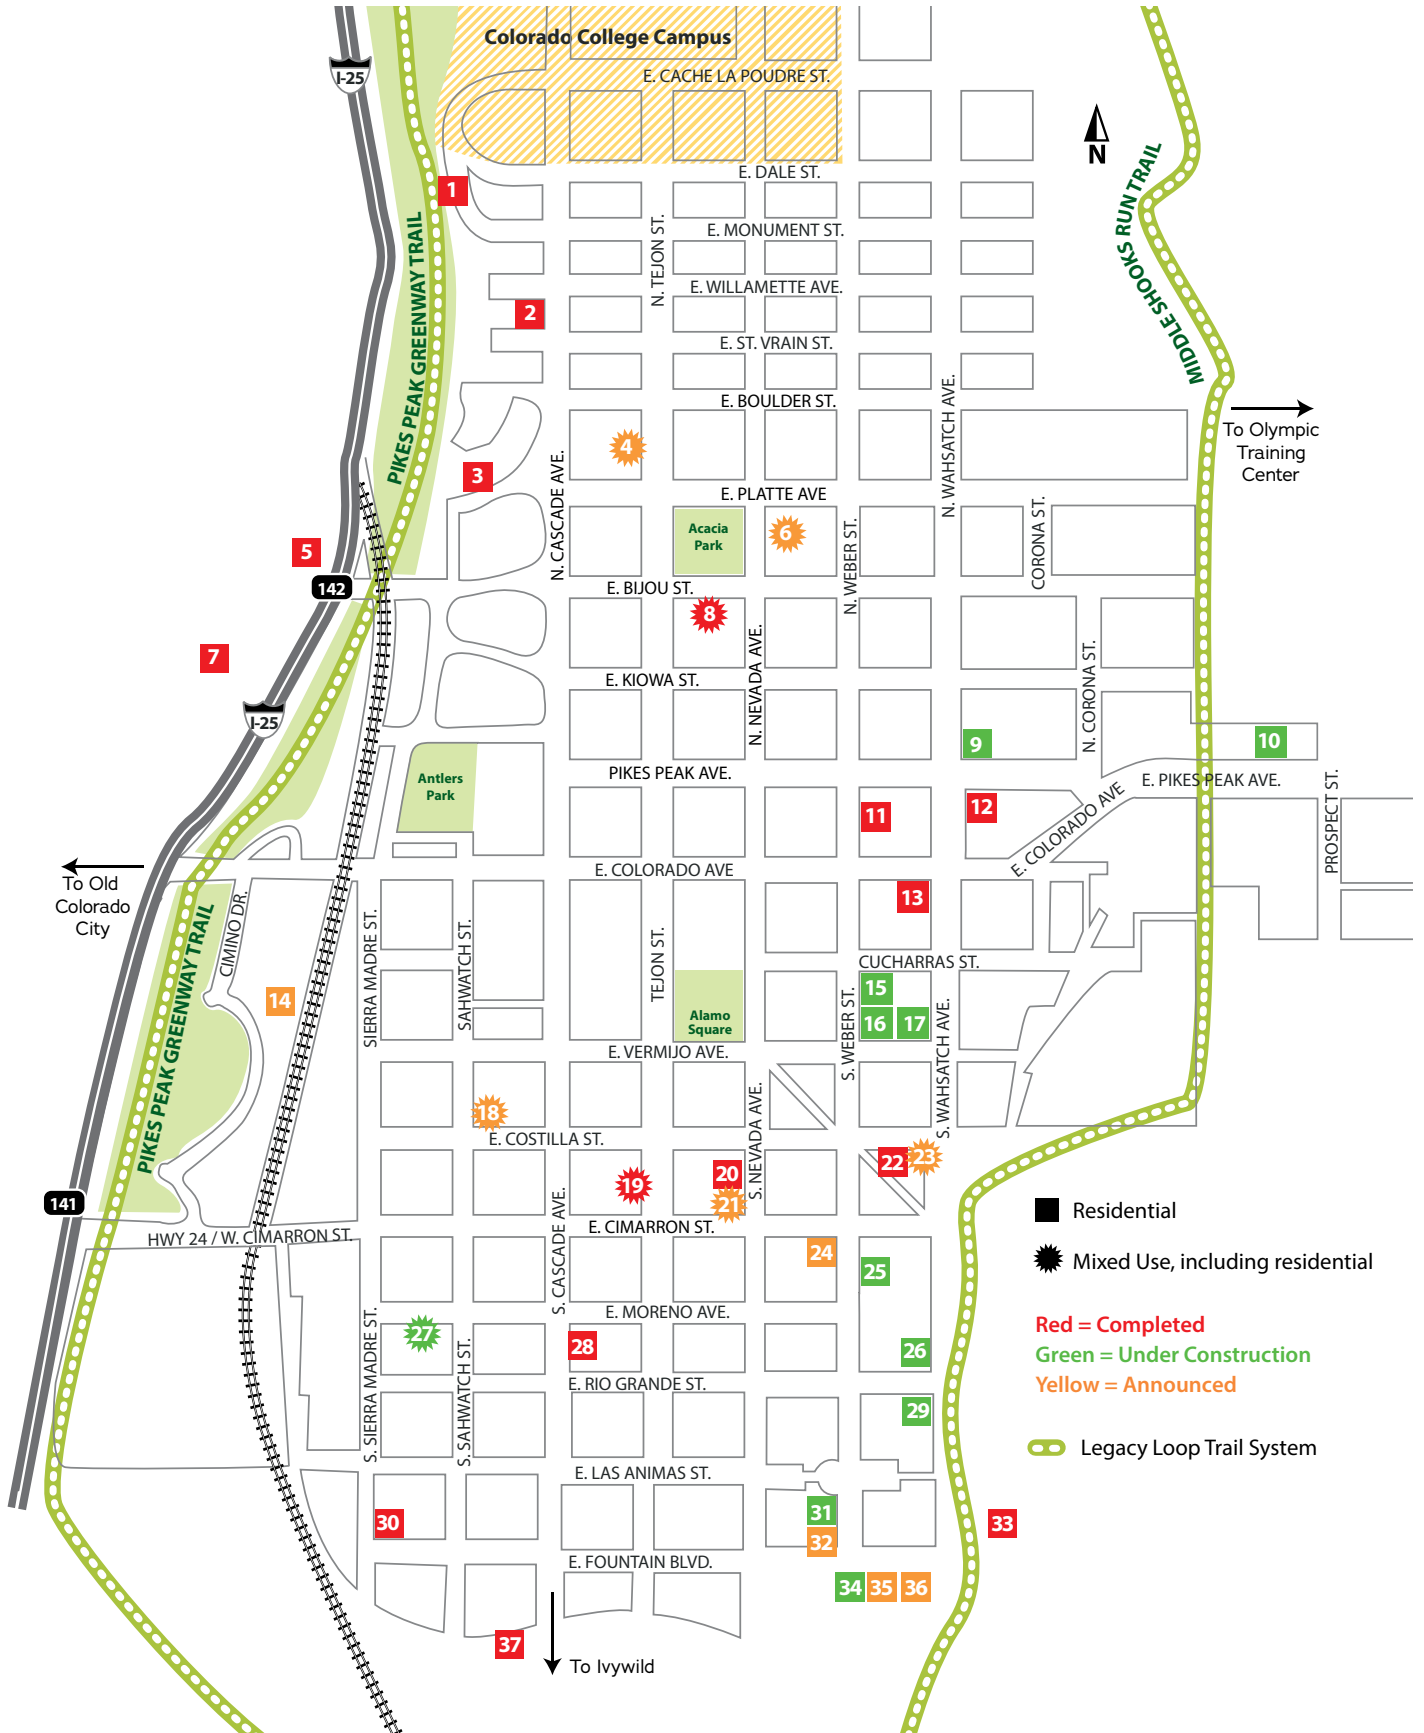 Colorado College Campus
I-25
E. CACHE LA POUDRE ST.
N
E. DALE ST.
1
E. MONUMENT ST.
N. TEJON ST.
PIKES PEAK GREENWAY TRAIL
MIDDLE SHOOKS RUN TRAIL
E. WILLAMETTE AVE.
2
E. ST. VRAIN ST.
E. BOULDER ST.
N. WAHSATCH AVE.
To Olympic
Training
Center
4
3
N. CASCADE AVE.
E. PLATTE AVE
Acacia
Park
6
N. WEBER ST.
CORONA ST.
5
142
E. BIJOU ST.
8
7
N. NEVADA AVE.
N. CORONA ST.
E. KIOWA ST.
I-25
9
10
Antlers
Park
PIKES PEAK AVE.
E. PIKES PEAK AVE.
PROSPECT ST.
11
12
E. COLORADO AVE
E. COLORADO AVE
To Old
Colorado
City
13
CIMINO DR.
SIERRA MADRE ST.
SAHWATCH ST.
TEJON ST.
CUCHARRAS ST.
PIKES PEAK GREENWAY TRAIL
14
15
Alamo
Square
16
17
S. WEBER ST.
S. WAHSATCH AVE.
E. VERMIJO AVE.
18
S. NEVADA AVE.
E. COSTILLA ST.
22
23
20
19
21
141
S. CASCADE AVE.
E. CIMARRON ST.
HWY 24 / W. CIMARRON ST.
Residential
Mixed Use, including residential
24
25
E. MORENO AVE.
Red = Completed
Green = Under Construction
Yellow = Announced
27
S. SIERRA MADRE ST.
S. SAHWATCH ST.
28
26
E. RIO GRANDE ST.
29
Legacy Loop Trail System
E. LAS ANIMAS ST.
30
31
32
33
E. FOUNTAIN BLVD.
34
35
36
37
To Ivywild